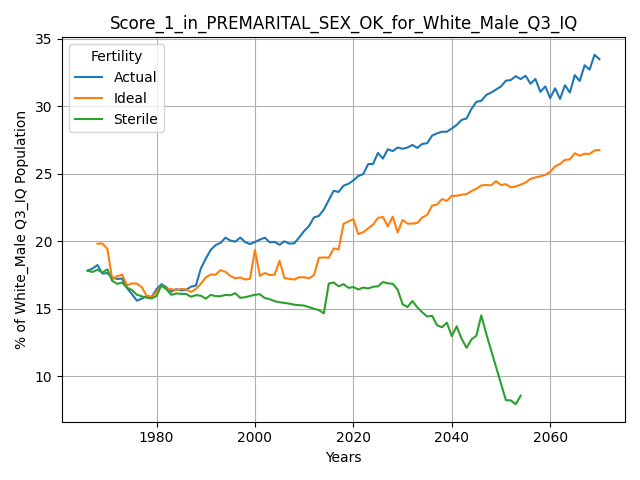 Score_1_in_PREMARITAL_SEX_OK_for_White_Male_Q3_IQ
% of White_Male Q3_IQ Population
35
30
25
20
15
10
Fertility
Actual
Ideal
Sterile
1980 2000 2020 2040 2060
Years